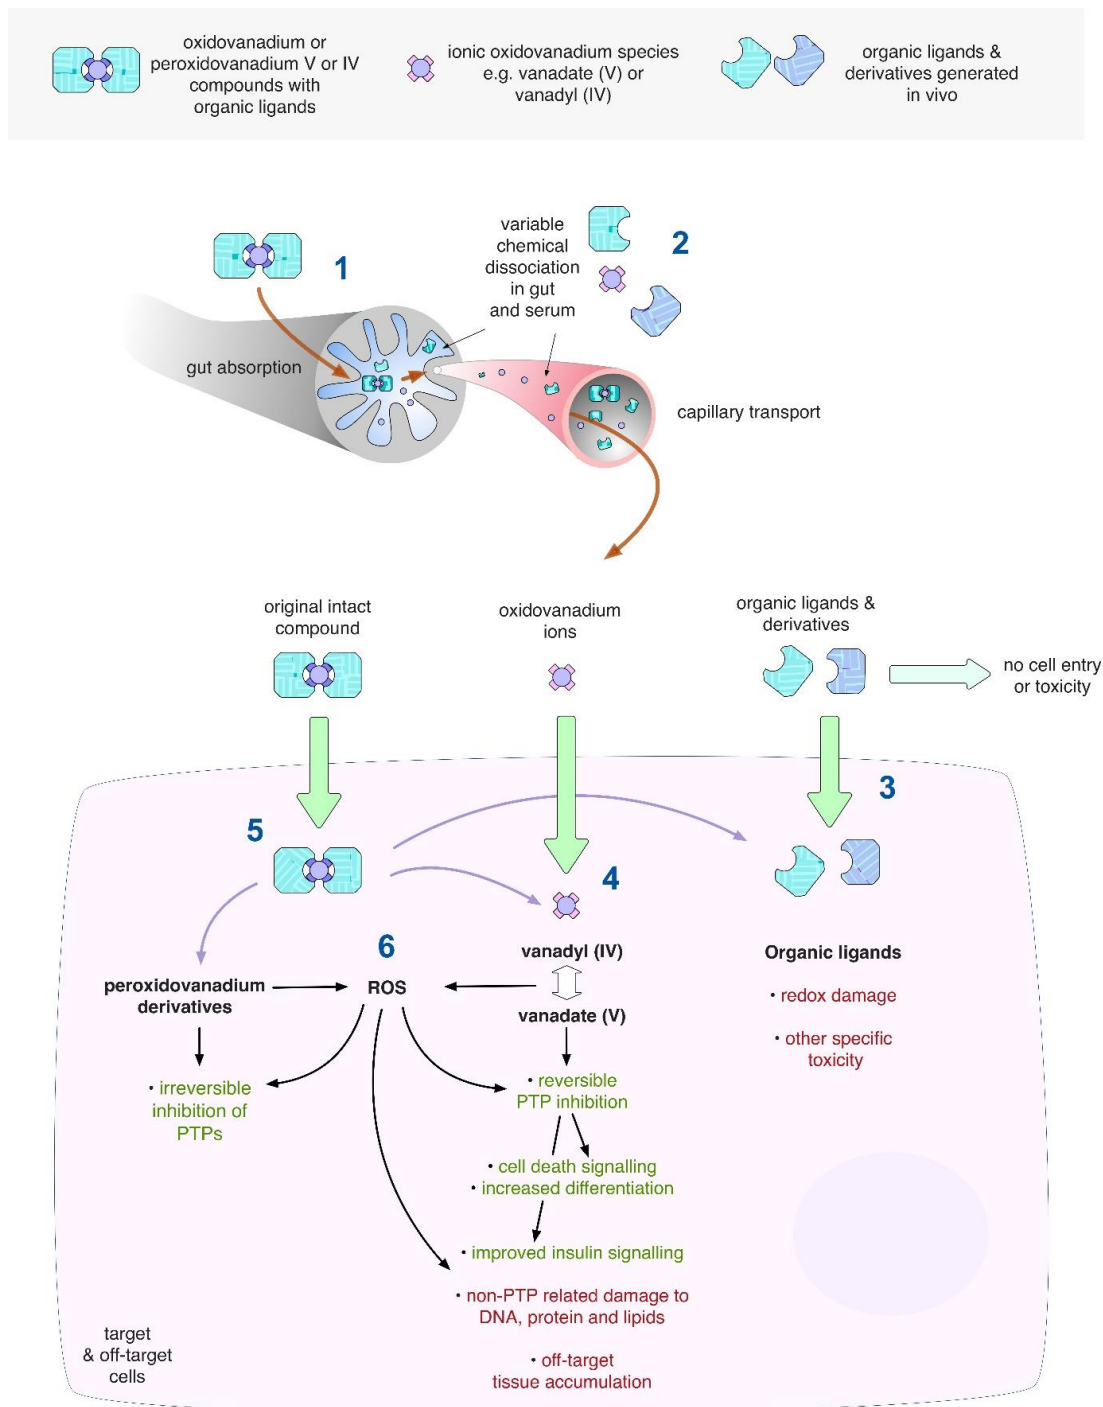 oxidovanadium or
peroxidovanadium V or IV
compounds with
organic ligands
ionic oxidovanadium species
e.g. vanadate (V) or
vanadyl (IV)
organic ligands &
derivatives generated
in vivo
1
variable
chemical
dissociation
in gut
and serum
2
gut absorption
capillary transport
original intact
compound
oxidovanadium
ions
organic ligands &
derivatives
no cell entry
or toxicity
3
5
4
6
vanadyl (IV)
Organic ligands
peroxidovanadium
derivatives
ROS
vanadate (V)
• redox damage
• other specific
toxicity
• irreversible
inhibition of
PTPs
• reversible
PTP inhibition
• cell death signalling
• increased differentiation
• improved insulin signalling
• non-PTP related damage to
DNA, protein and lipids
• off-target
tissue accumulation
target
& off-target
cells